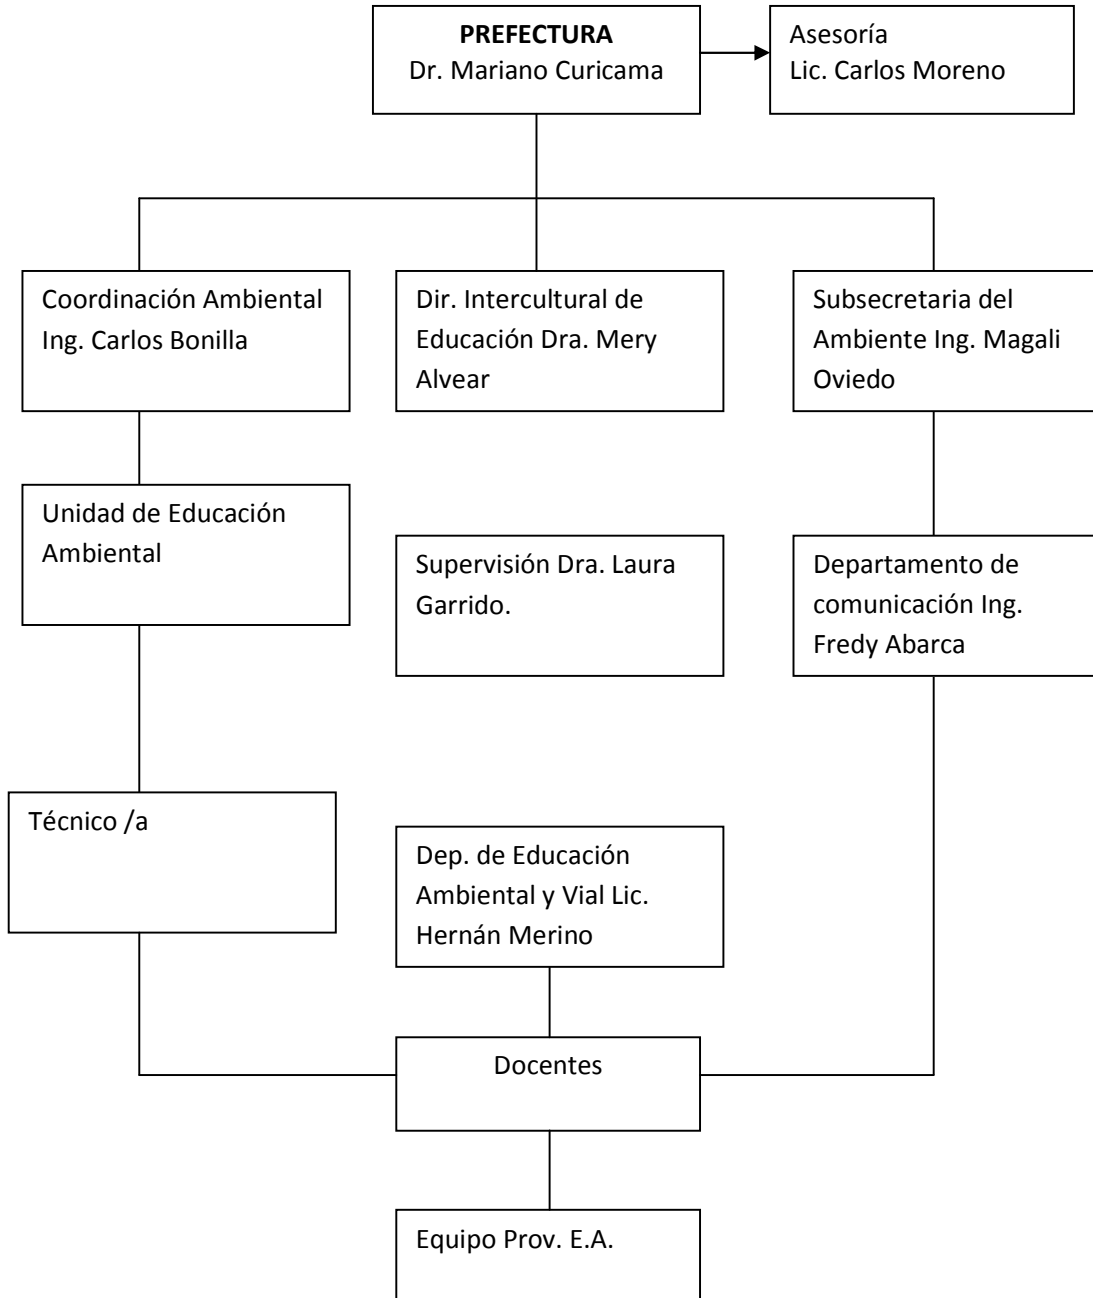 PREFECTURA
Dr. Mariano Curicama
Asesoría
Lic. Carlos Moreno
Coordinación Ambiental
Ing. Carlos Bonilla
Dir. Intercultural de
Educación Dra. Mery
Alvear
Subsecretaria del
Ambiente Ing. Magali
Oviedo
Unidad de Educación
Ambiental
Supervisión Dra. Laura
Garrido.
Departamento de
comunicación Ing.
Fredy Abarca
Técnico /a
Dep. de Educación
Ambiental y Vial Lic.
Hernán Merino
Docentes
Equipo Prov. E.A.